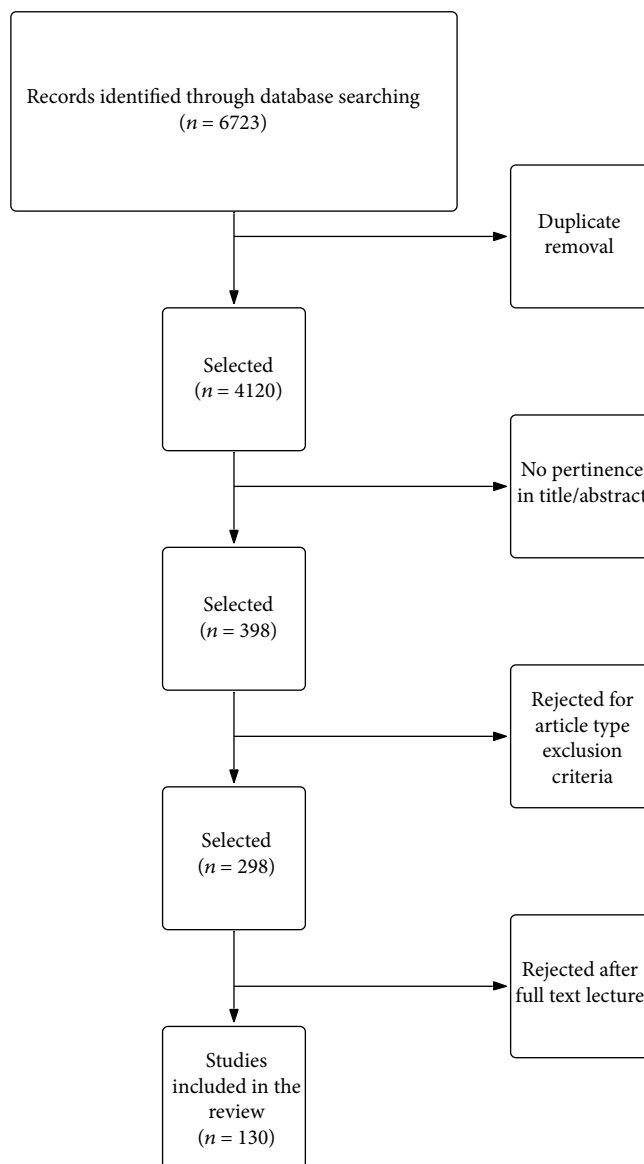 Records identified through database searching
(n = 6723)
Duplicate
removal
Selected
(n = 4120)
No pertinence
in title/abstract
Selected
(n = 398)
Rejected for
article type
exclusion
criteria
Selected
(n = 298)
Rejected after
full text lecture
Studies
included in the
review
(n = 130)